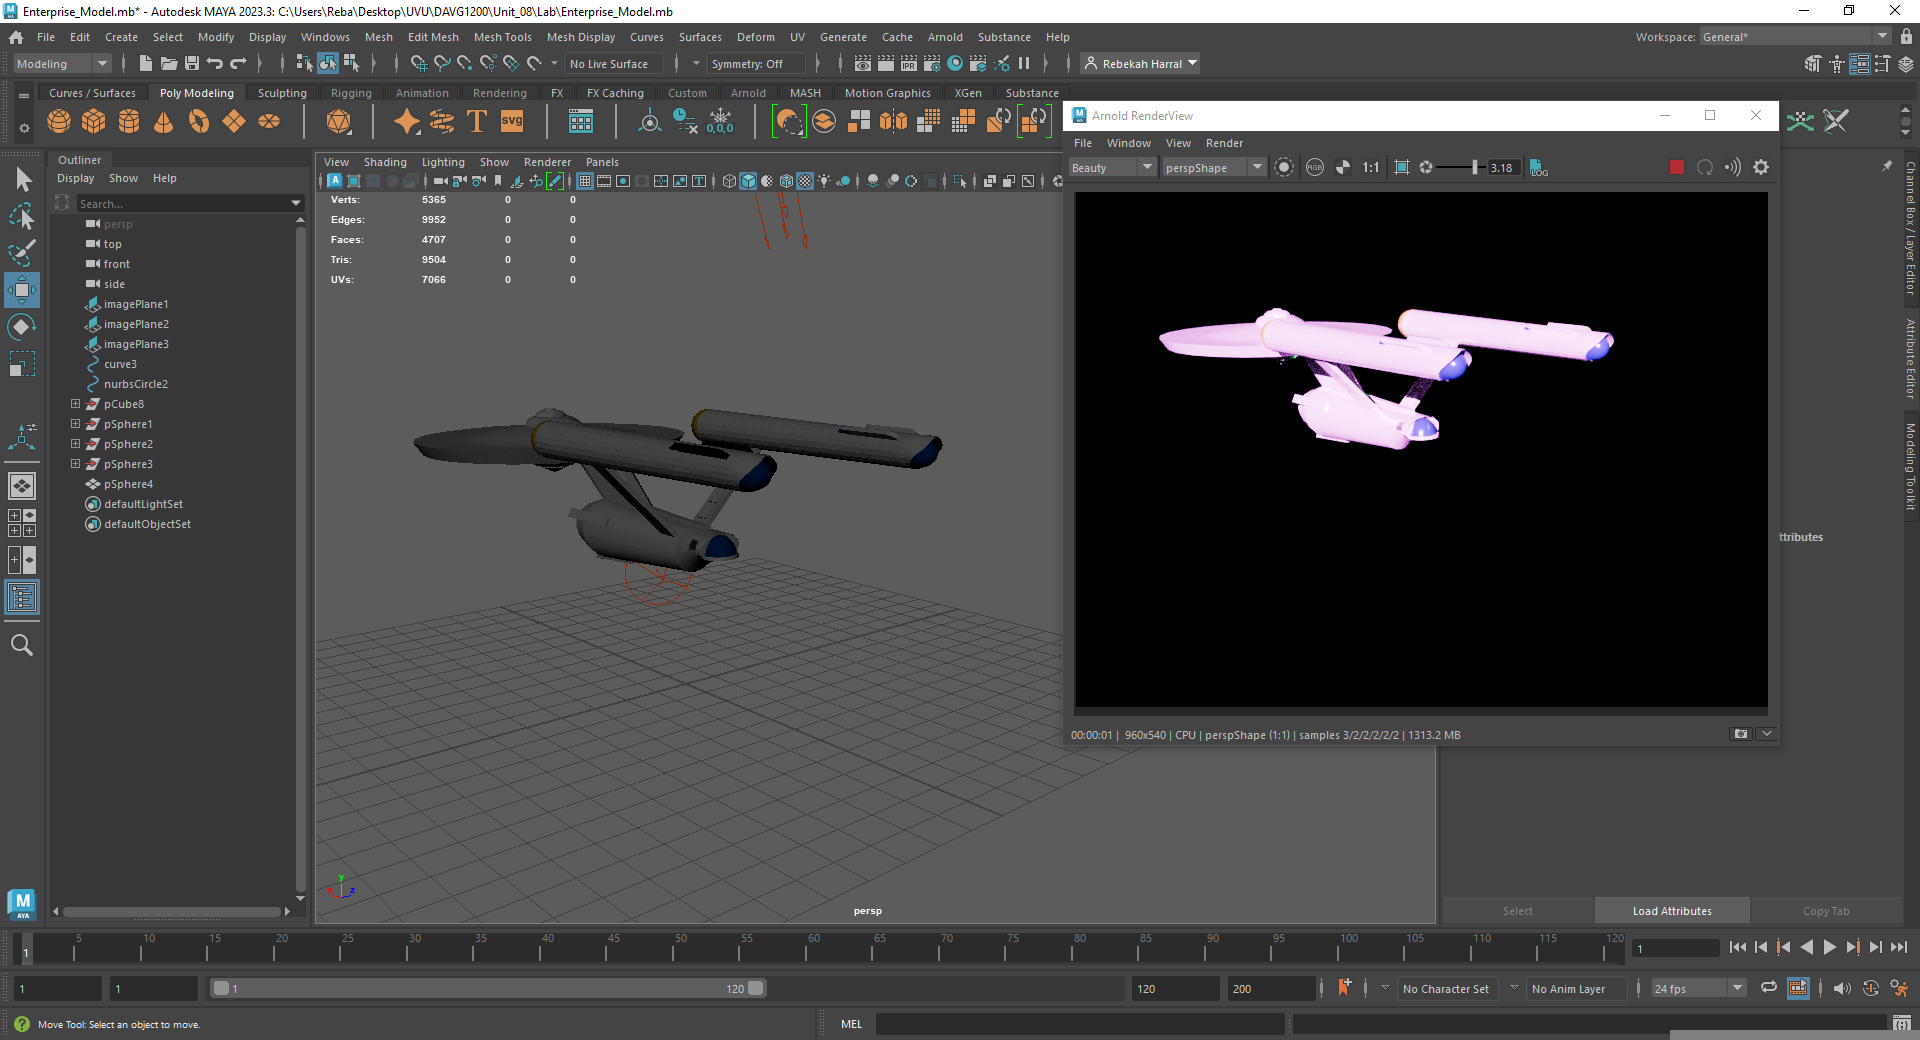 Enterprise_Model.mb* - Autodesk MAYA 2023.3: C:\Users\Reba\Desktop\UVU\DAVG1200\Unit_08\Lab\Enterprise_Model.mb
File Edit Create Select Modify Display Windows Mesh Edit Mesh Mesh Tools Mesh Display Curves Surfaces Deform UV Generate Cache Arnold Substance Help Workspace: General*
Modeling No Live Surface Symmetry: Off IPR Rebekah Harral
Curves / Surfaces Poly Modeling Sculpting Rigging Animation Rendering FX FX Caching Custom Arnold MASH Motion Graphics XGen Substance
T svg 0,0,0
Arnold RenderView
File Window View Render
Beauty perspShape RGB 1:1 3.18 LOG
Outliner
Display Show Help
Search...
persp
top
front
side
imagePlane1
imagePlane2
imagePlane3
curve3
nurbsCircle2
pCube8
pSphere1
pSphere2
pSphere3
pSphere4
defaultLightSet
defaultObjectSet
View Shading Lighting Show Renderer Panels
Verts: 5365 0 0
Edges: 9952 0 0
Faces: 4707 0 0
Tris: 9504 0 0
UVs: 7066 0 0
y
z
persp
00:00:01 | 960x540 | CPU | perspShape (1:1) | samples 3/2/2/2/2/2 | 1313.2 MB
Channel Box / Layer Editor
Attribute Editor
Modeling Toolkit
ttributes
Select Load Attributes Copy Tab
M
AYA
1 5 10 15 20 25 30 35 40 45 50 55 60 65 70 75 80 85 90 95 100 105 110 115 120 1
1 1 1 120 120 200 No Character Set No Anim Layer 24 fps
Move Tool: Select an object to move. MEL